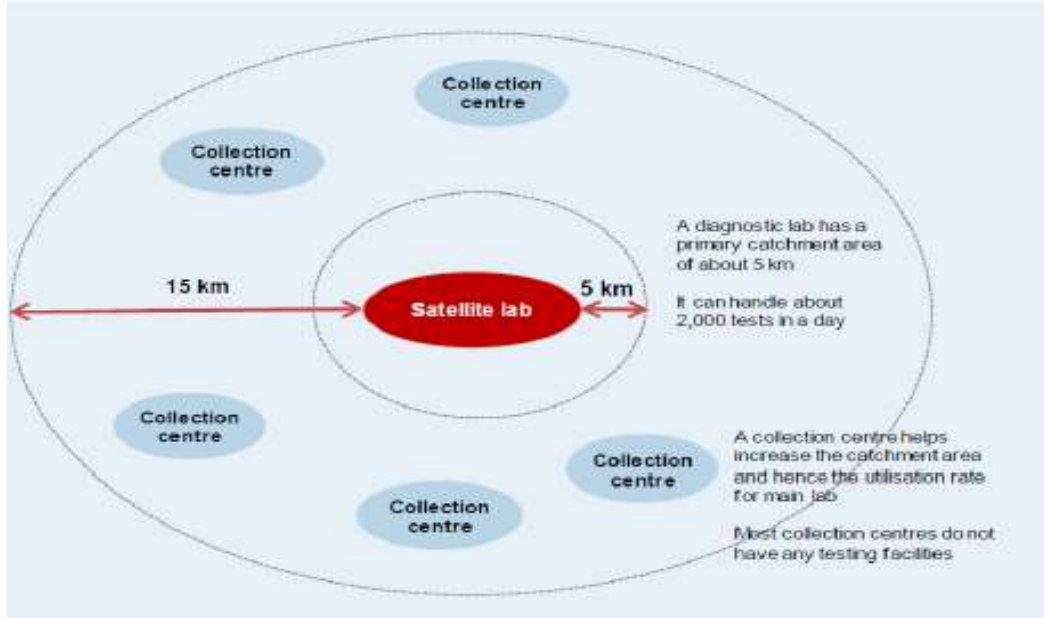 Collection
centre
Collection
centre
A diagnostic lab has a
primary catchment area
of about 5 km
15 km
5 km
It can handle about
2,000 tests in a day
Satellite lab
Collection
centre
A collection centre helps
increase the catchment area
and hence the utilisation rate
for main lab
Collection
centre
Collection
centre
Most collection centres do not
have any testing facilities